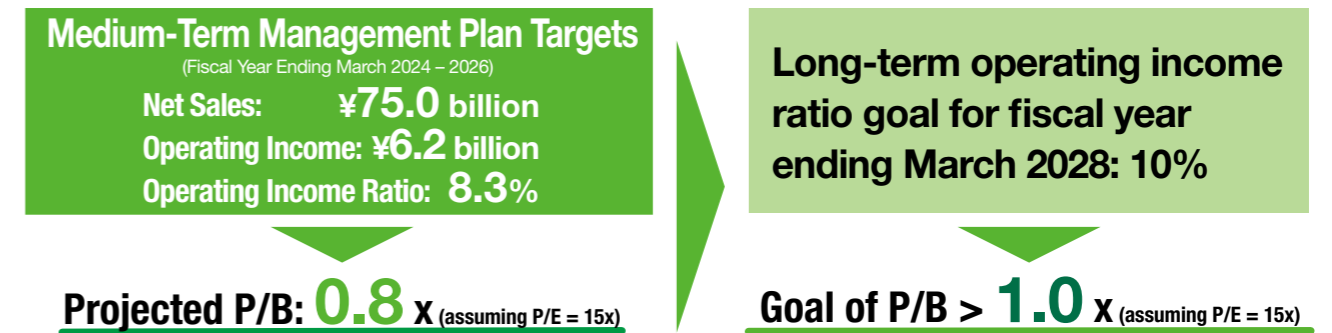 Medium-Term Management Plan Targets
(Fiscal Year Ending March 2024 – 2026)
Net Sales: ¥75.0 billion
Operating Income: ¥6.2 billion
Operating Income Ratio: 8.3%
Projected P/B: 0.8 x (assuming P/E = 15x)
Long-term operating income
ratio goal for fiscal year
ending March 2028: 10%
Goal of P/B > 1.0 x (assuming P/E = 15x)